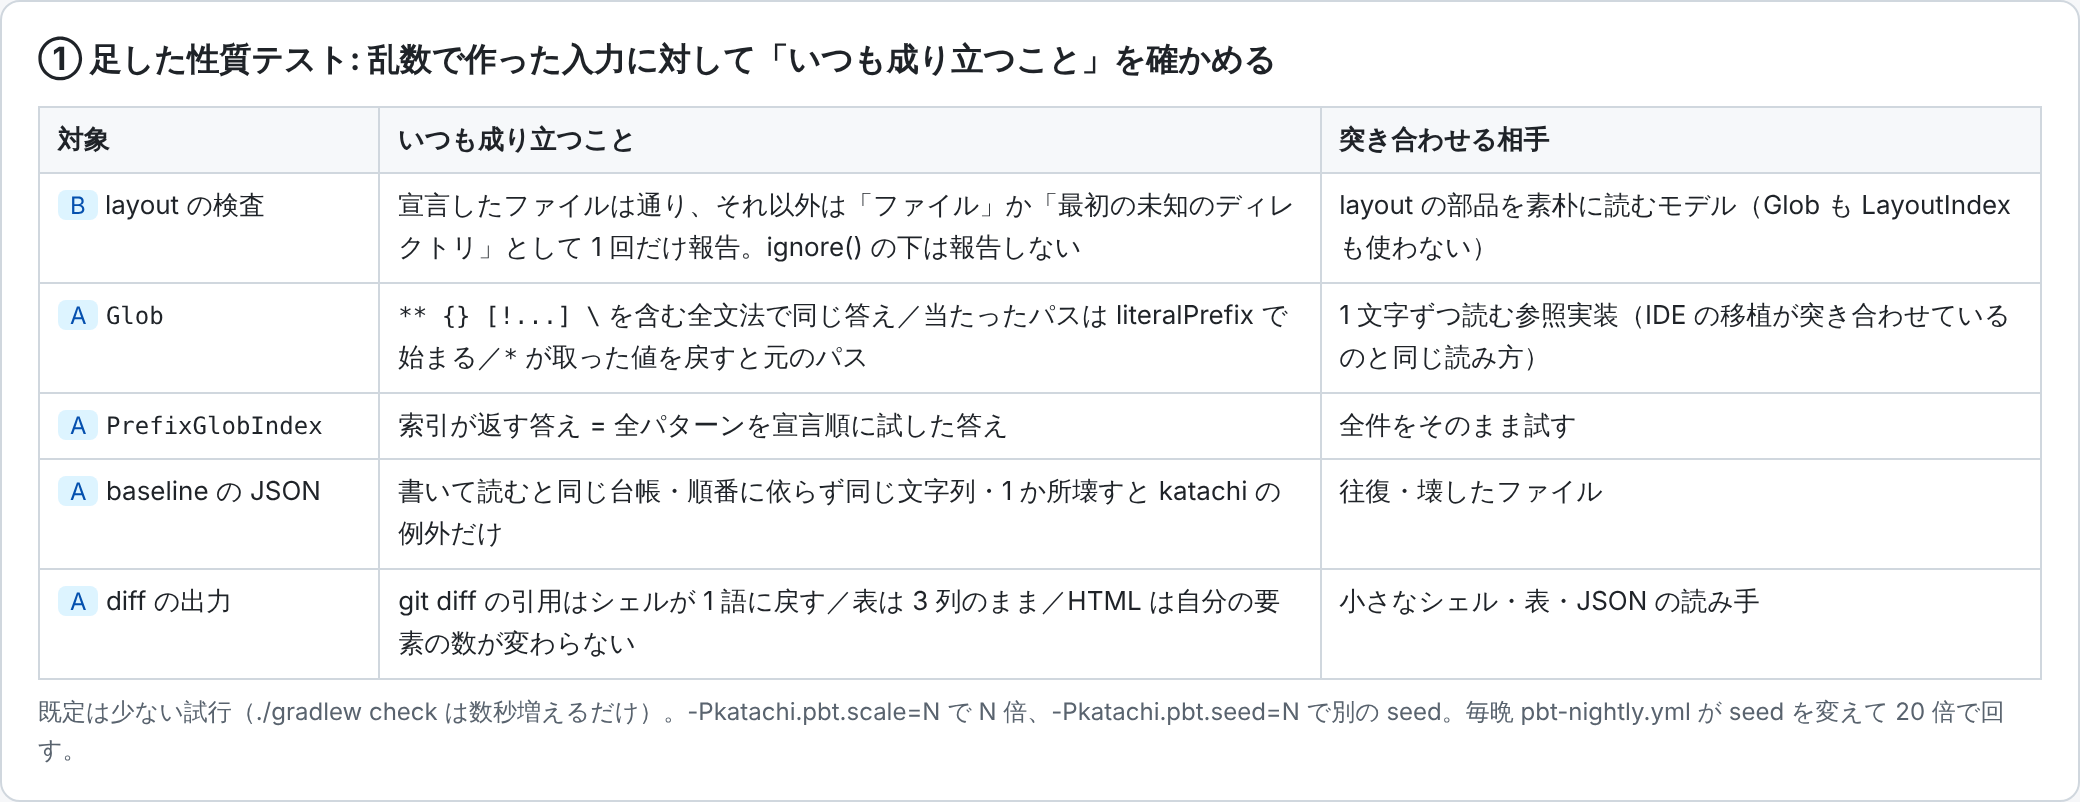 ① 足した性質テスト: 乱数で作った入力に対して「いつも成り立つこと」を確かめる
対象
いつも成り立つこと
突き合わせる相手
B layout の検査
宣言したファイルは通り、それ以外は「ファイル」か「最初の未知のディレ
クトリ」として 1 回だけ報告。ignore() の下は報告しない
layout の部品を素朴に読むモデル（Glob も LayoutIndex
も使わない）
A Glob
** {} [!...] \ を含む全文法で同じ答え／当たったパスは literalPrefix で
始まる／* が取った値を戻すと元のパス
1 文字ずつ読む参照実装（IDE の移植が突き合わせている
のと同じ読み方）
A PrefixGlobIndex
索引が返す答え = 全パターンを宣言順に試した答え
全件をそのまま試す
A baseline の JSON
書いて読むと同じ台帳・順番に依らず同じ文字列・1 か所壊すと katachi の
例外だけ
往復・壊したファイル
A diff の出力
git diff の引用はシェルが 1 語に戻す／表は 3 列のまま／HTML は自分の要
素の数が変わらない
小さなシェル・表・JSON の読み手
既定は少ない試行（./gradlew check は数秒増えるだけ）。-Pkatachi.pbt.scale=N で N 倍、-Pkatachi.pbt.seed=N で別の seed。毎晩 pbt-nightly.yml が seed を変えて 20 倍で回
す。